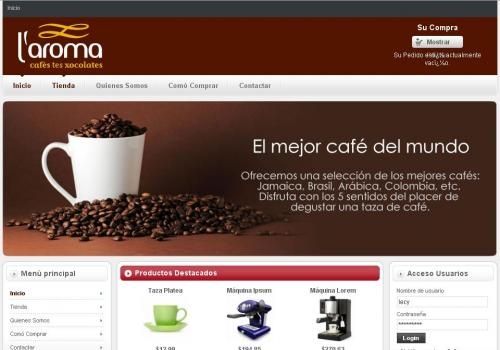 Inicio
l'aroma
cafès tes xocolates
Su Compra
Mostrar
Su Pedido está actualmente
Inicio Tienda Quienes Somos Comó Comprar Contactar
El mejor café del mundo
Ofrecemos una selección de los mejores cafés:
Jamaica, Brasil, Arábica, Colombia, etc.
Disfruta con los 5 sentidos del placer de
degustar una taza de café.
Menú principal
Inicio
Tienda
Quienes Somos
Comó Comprar
Contactar
Productos Destacados
Taza Platea Máquina Ipsum Máquina Lorem
$12.99 $184.95 $279.53
Acceso Usuarios
Nombre de usuario
lecy
Contraseña
*********
Login